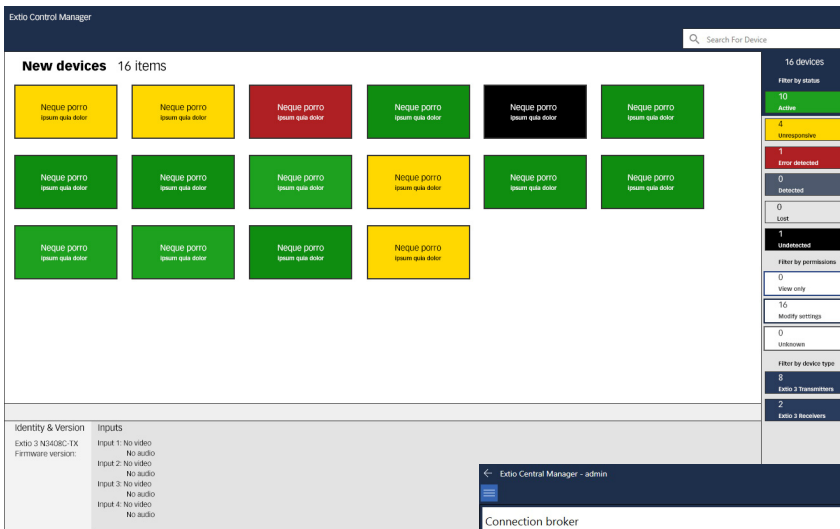 Extio Control Manager
Search For Device
New devices 16 items
Neque porro
ipsum quia dolor
Neque porro
ipsum quia dolor
Neque porro
ipsum quia dolor
Neque porro
ipsum quia dolor
Neque porro
ipsum quia dolor
Neque porro
ipsum quia dolor
Neque porro
ipsum quia dolor
Neque porro
ipsum quia dolor
Neque porro
ipsum quia dolor
Neque porro
ipsum quia dolor
Neque porro
ipsum quia dolor
Neque porro
ipsum quia dolor
Neque porro
ipsum quia dolor
Neque porro
ipsum quia dolor
Neque porro
ipsum quia dolor
Neque porro
ipsum quia dolor
16 devices
Filter by status
10
Active
4
Unresponsive
1
Error detected
0
Detected
0
Lost
1
Undetected
Filter by permissions
0
View only
16
Modify settings
0
Unknown
Filter by device type
8
Extio 3 Transmitters
2
Extio 3 Receivers
Identity & Version
Extio 3 N3408C-TX
Firmware version:
Inputs
Input 1: No video
No audio
Input 2: No video
No audio
Input 3: No video
No audio
Input 4: No video
No audio
Extio Central Manager - admin
Connection broker